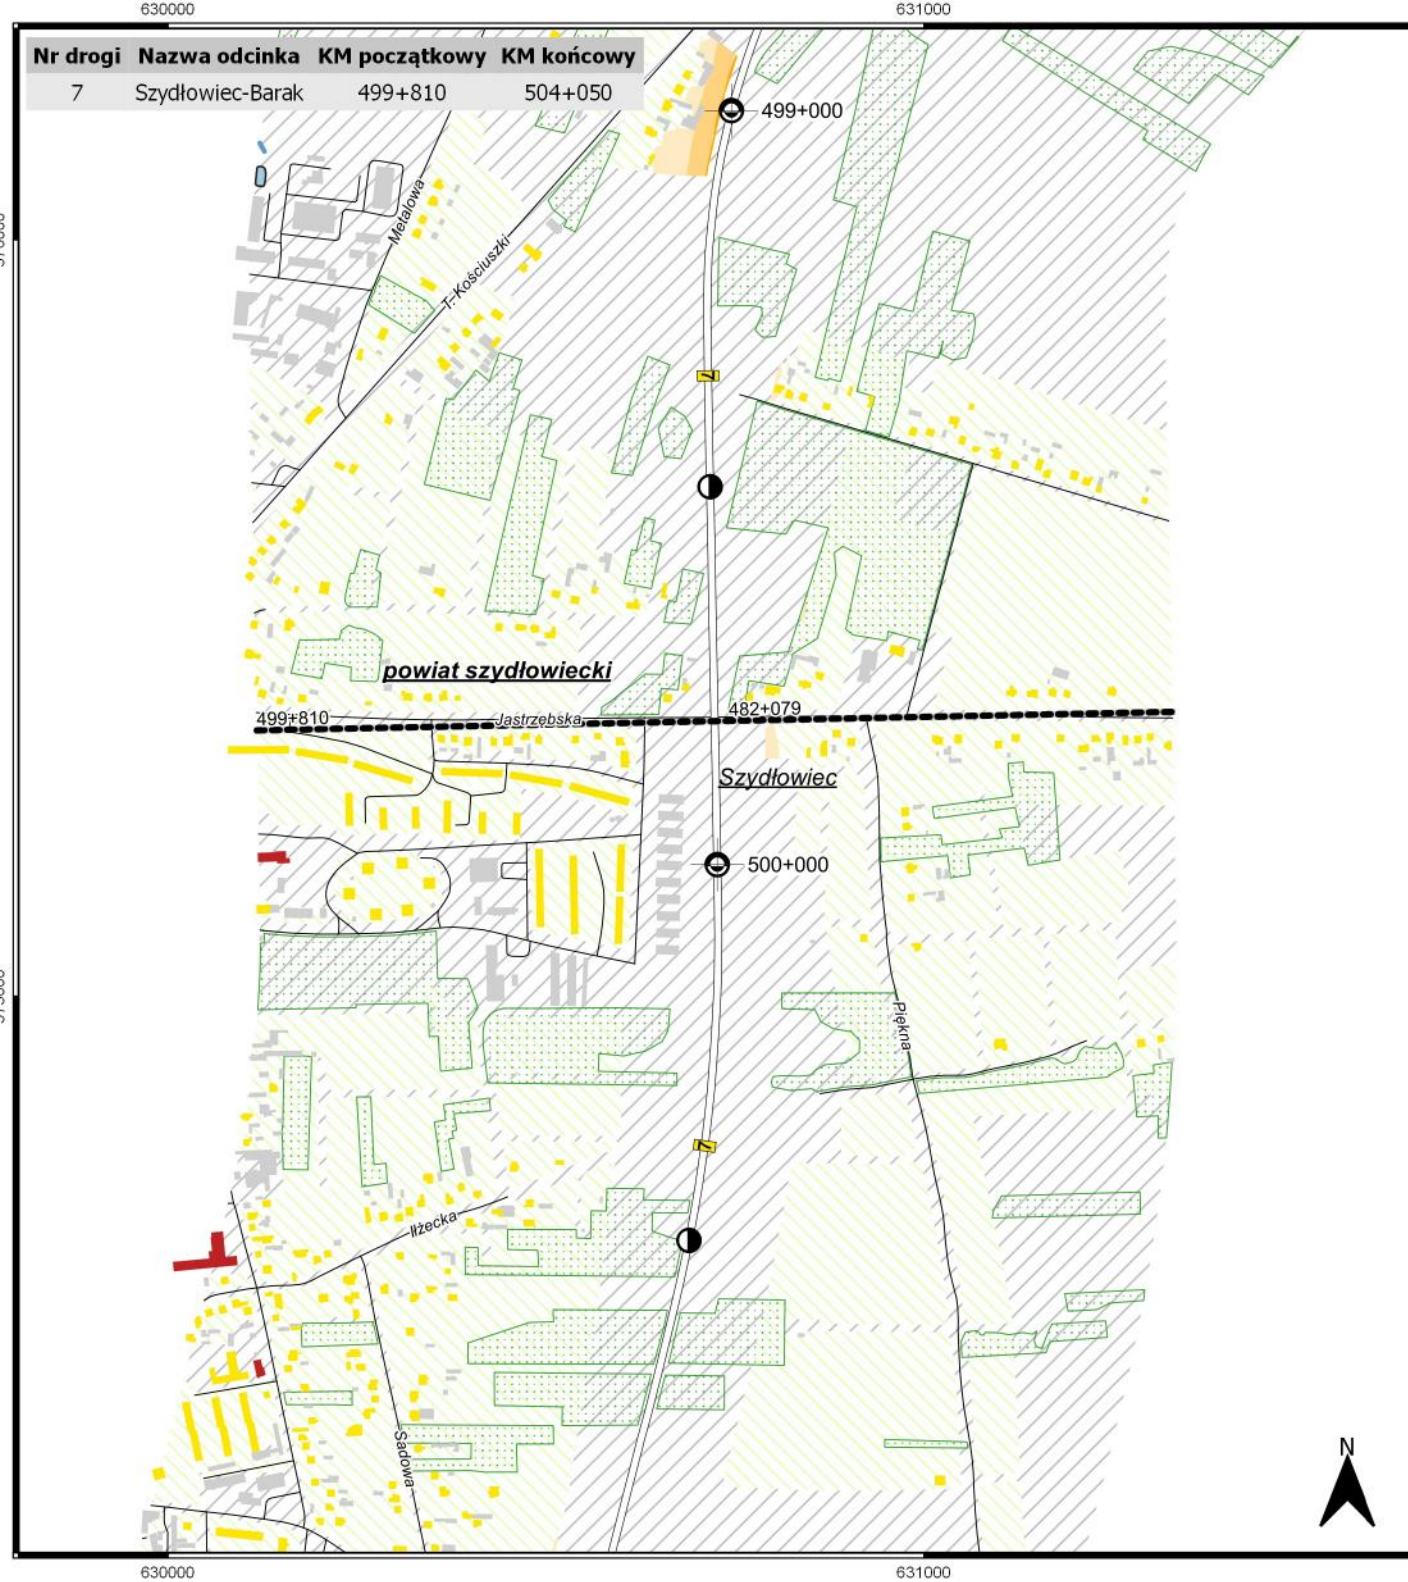 630000 631000
Nr drogi Nazwa odcinka KM początkowy KM końcowy
7 Szydłowiec-Barak 499+810 504+050
499+000
Metalowa
T. Kościuszki
7
powiat szydłowiecki
499+810 Jastrzębska 482+079
Szydłowiec
500+000
Piękna
7
Iłżecka
Sadowa
N
630000 631000